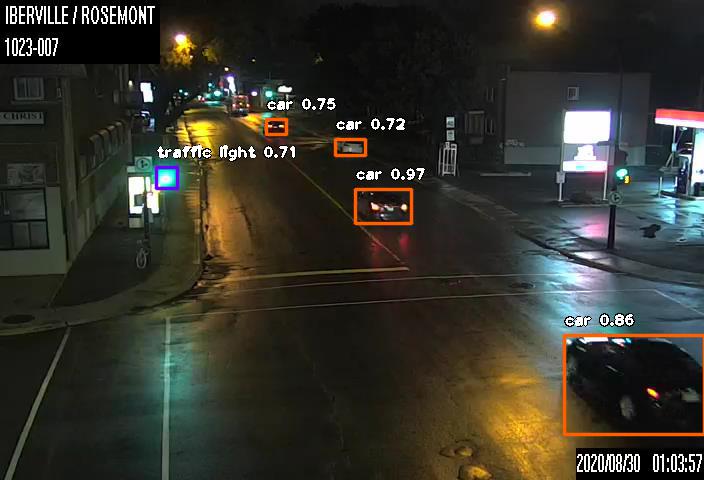 IBERVILLE / ROSEMONT
1023-007
car 0.75
car 0.72
traffic light 0.71
car 0.97
CHRIST
car 0.86
2020/08/30 01:03:57